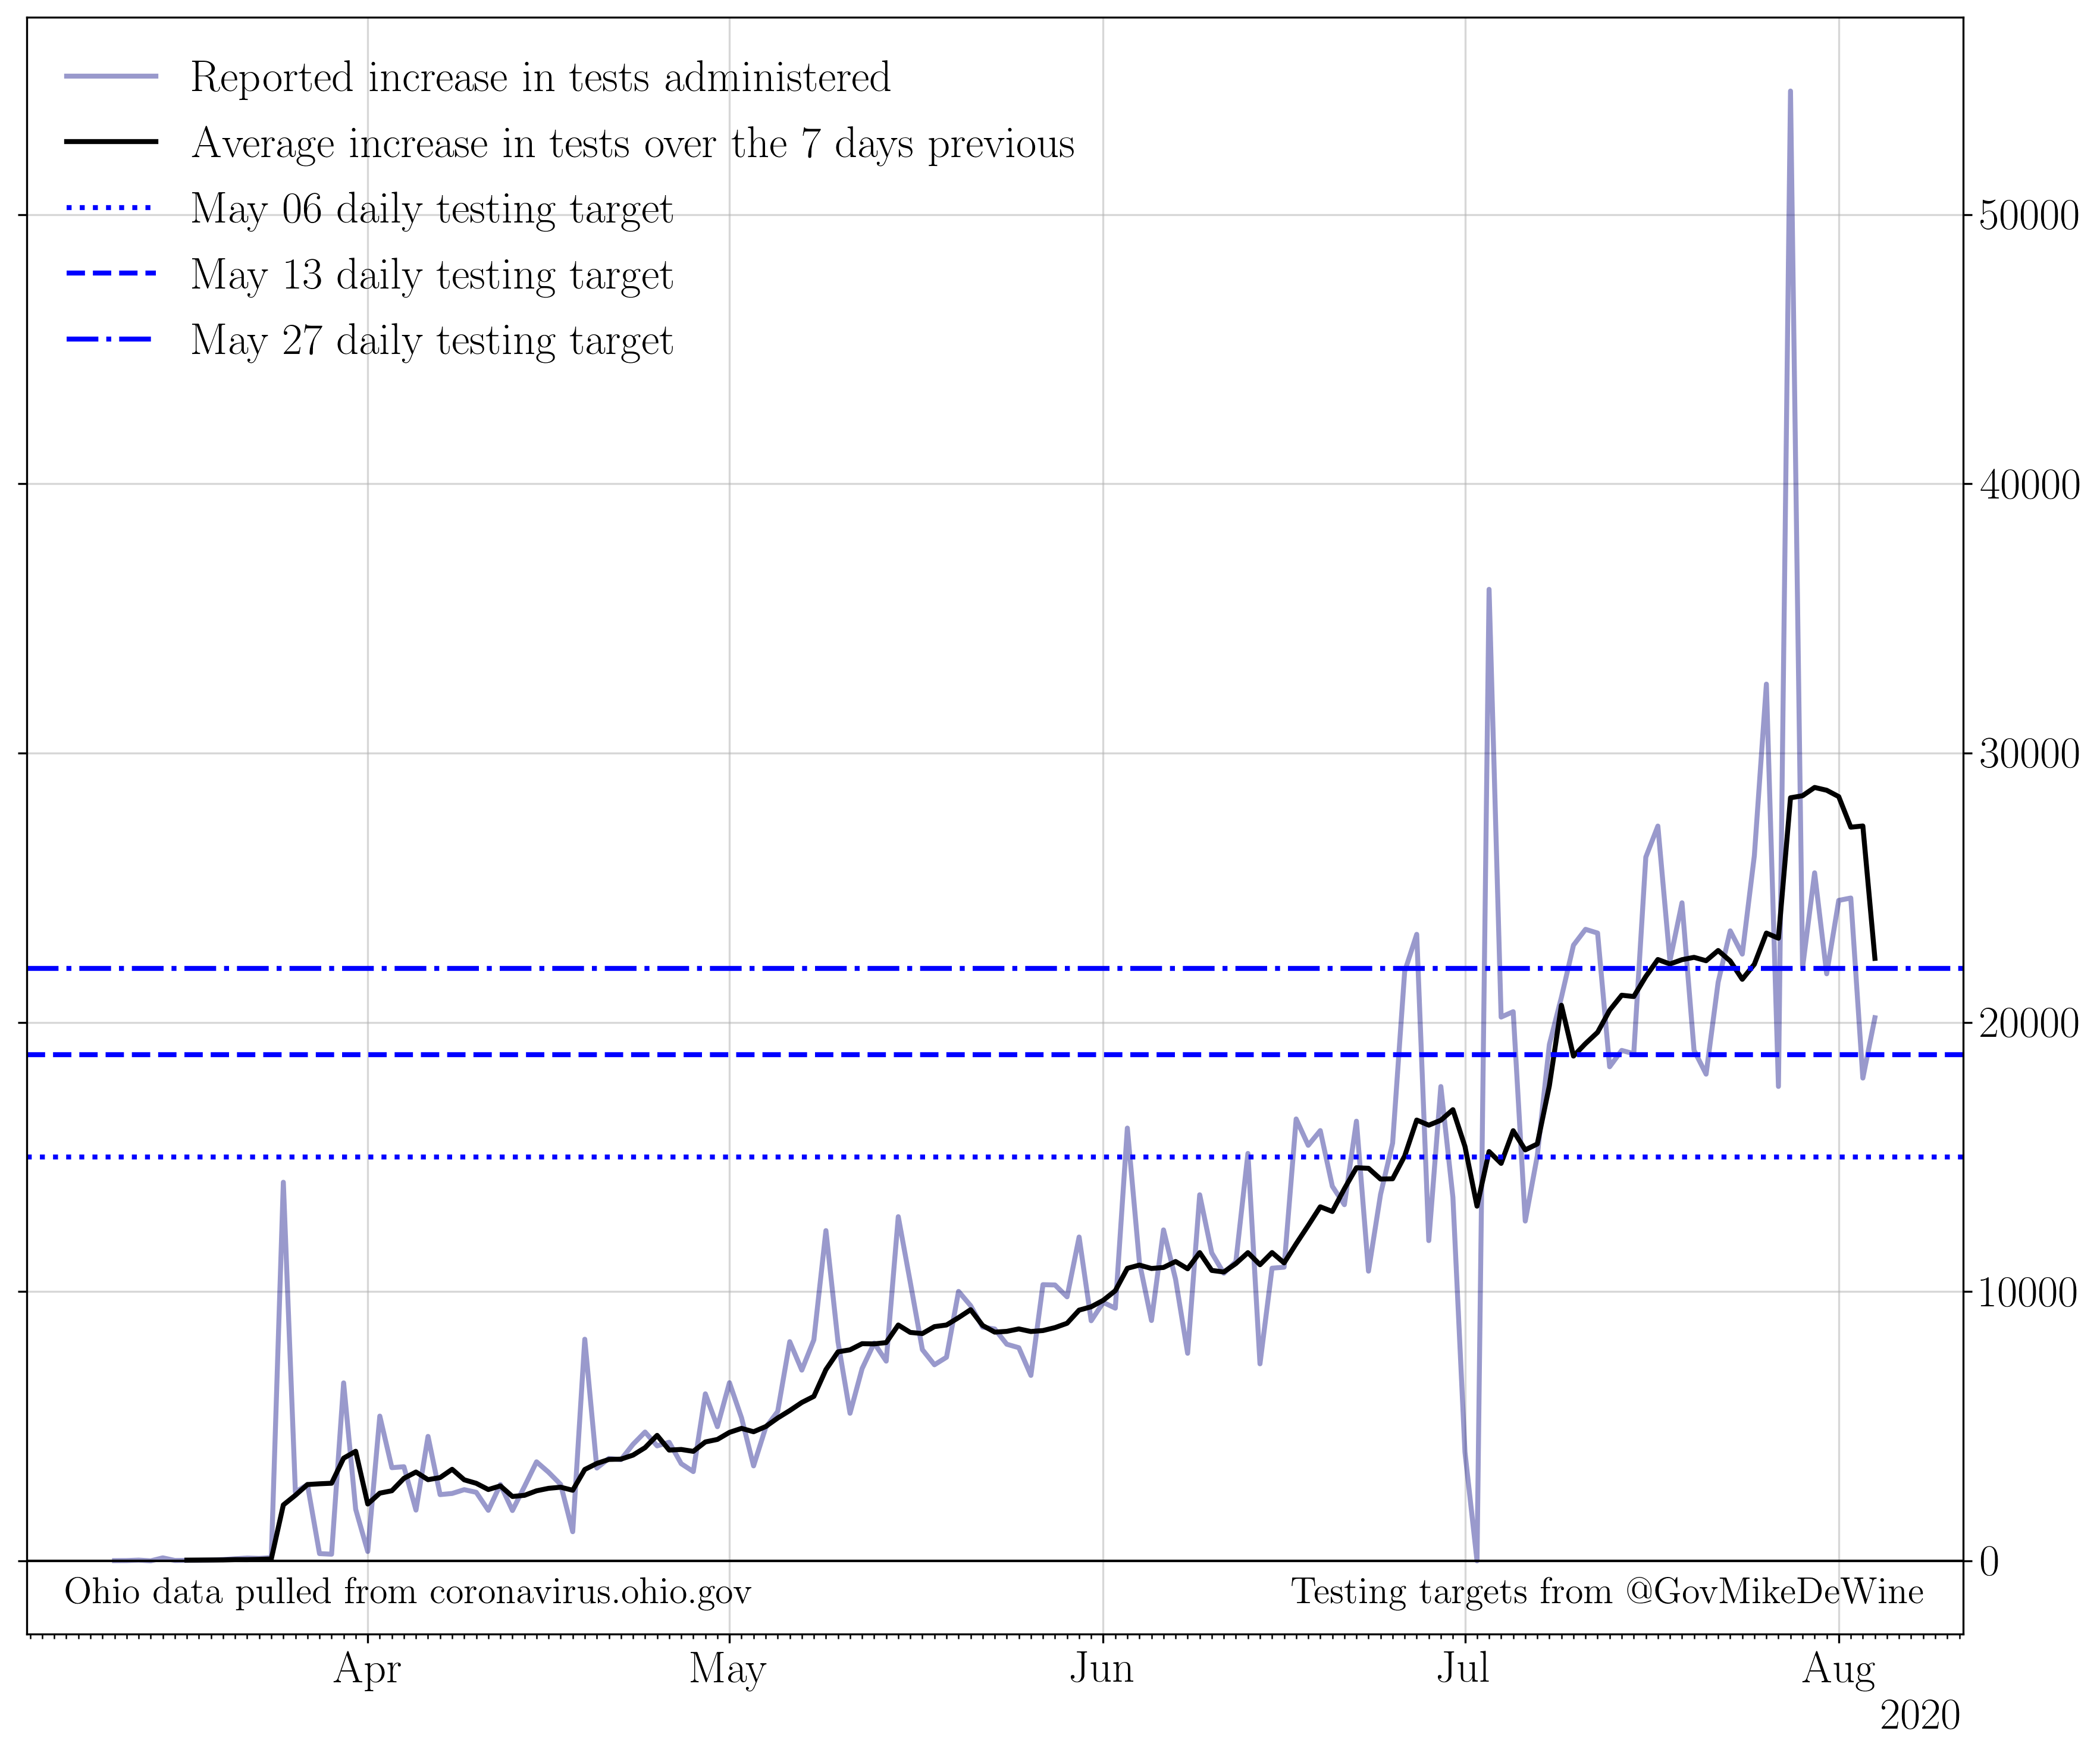 Reported increase in tests administered
Average increase in tests over the 7 days previous
May 06 daily testing target
May 13 daily testing target
May 27 daily testing target
50000
40000
30000
20000
10000
0
Ohio data pulled from coronavirus.ohio.gov
Testing targets from @GovMikeDeWine
Apr
May
Jun
Jul
Aug
2020